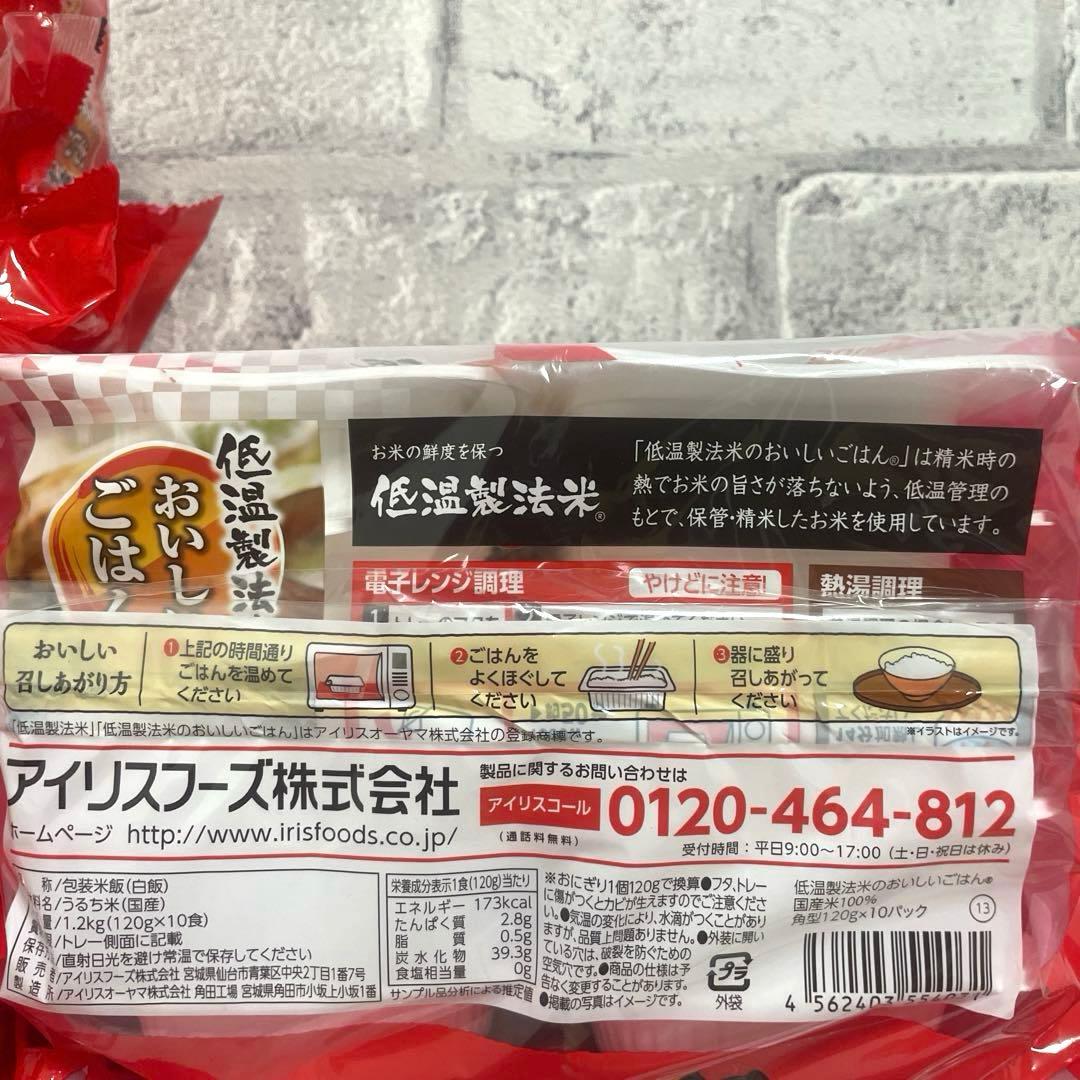 低温製法
おいし
ごはん
お米の鮮度を保つ
低温製法米®
「低温製法米のおいしいごはん®」は精米時の
熱でお米の旨さが落ちないよう、低温管理の
もとで、保管・精米したお米を使用しています。
電子レンジ調理
やけどに注意!
熱湯調理
おいしい
召しあがり方
1上記の時間通り
ごはんを温めて
ください
2ごはんを
よくほぐして
ください
3器に盛り
召しあがって
ください
※イラストはイメージです。
「低温製法米」「低温製法米のおいしいごはん」はアイリスオーヤマ株式会社の登録商標です。
アイリスフーズ株式会社
ホームページ http://www.irisfoods.co.jp/
製品に関するお問い合わせは
アイリスコール
(通話料無料)
0120-464-812
受付時間:平日9:00〜17:00(土・日・祝日は休み)
称/包装米飯(白飯)
料名/うるち米(国産)
量/1.2kg(120g×10食)
/トレー側面に記載
保存/直射日光を避け常温で保存してください
販売者/アイリスフーズ株式会社 宮城県仙台市青葉区中央2丁目1番7号
製造所/アイリスオーヤマ株式会社 角田工場 宮城県角田市小坂上小坂1番
栄養成分表示1食(120g)当たり
エネルギー 173kcal
たんぱく質 2.8g
脂質 0.5g
炭水化物 39.3g
食塩相当量 0g
サンプル品分析による推定値
※おにぎり1個120gで換算●フタ、トレー
に傷がつくとカビが生えますのでご注意くださ
い。●気温の変化により、水滴がつくことがあり
ますが、品質上問題ありません。●外装に開い
ている穴は、破裂を防ぐための
空気穴です。●商品の仕様は予
告なく変更することがあります。
●掲載の写真はイメージです。
プラ
外袋
低温製法米のおいしいごはん®
国産米100%
角型120g×10パック
13
4 562403